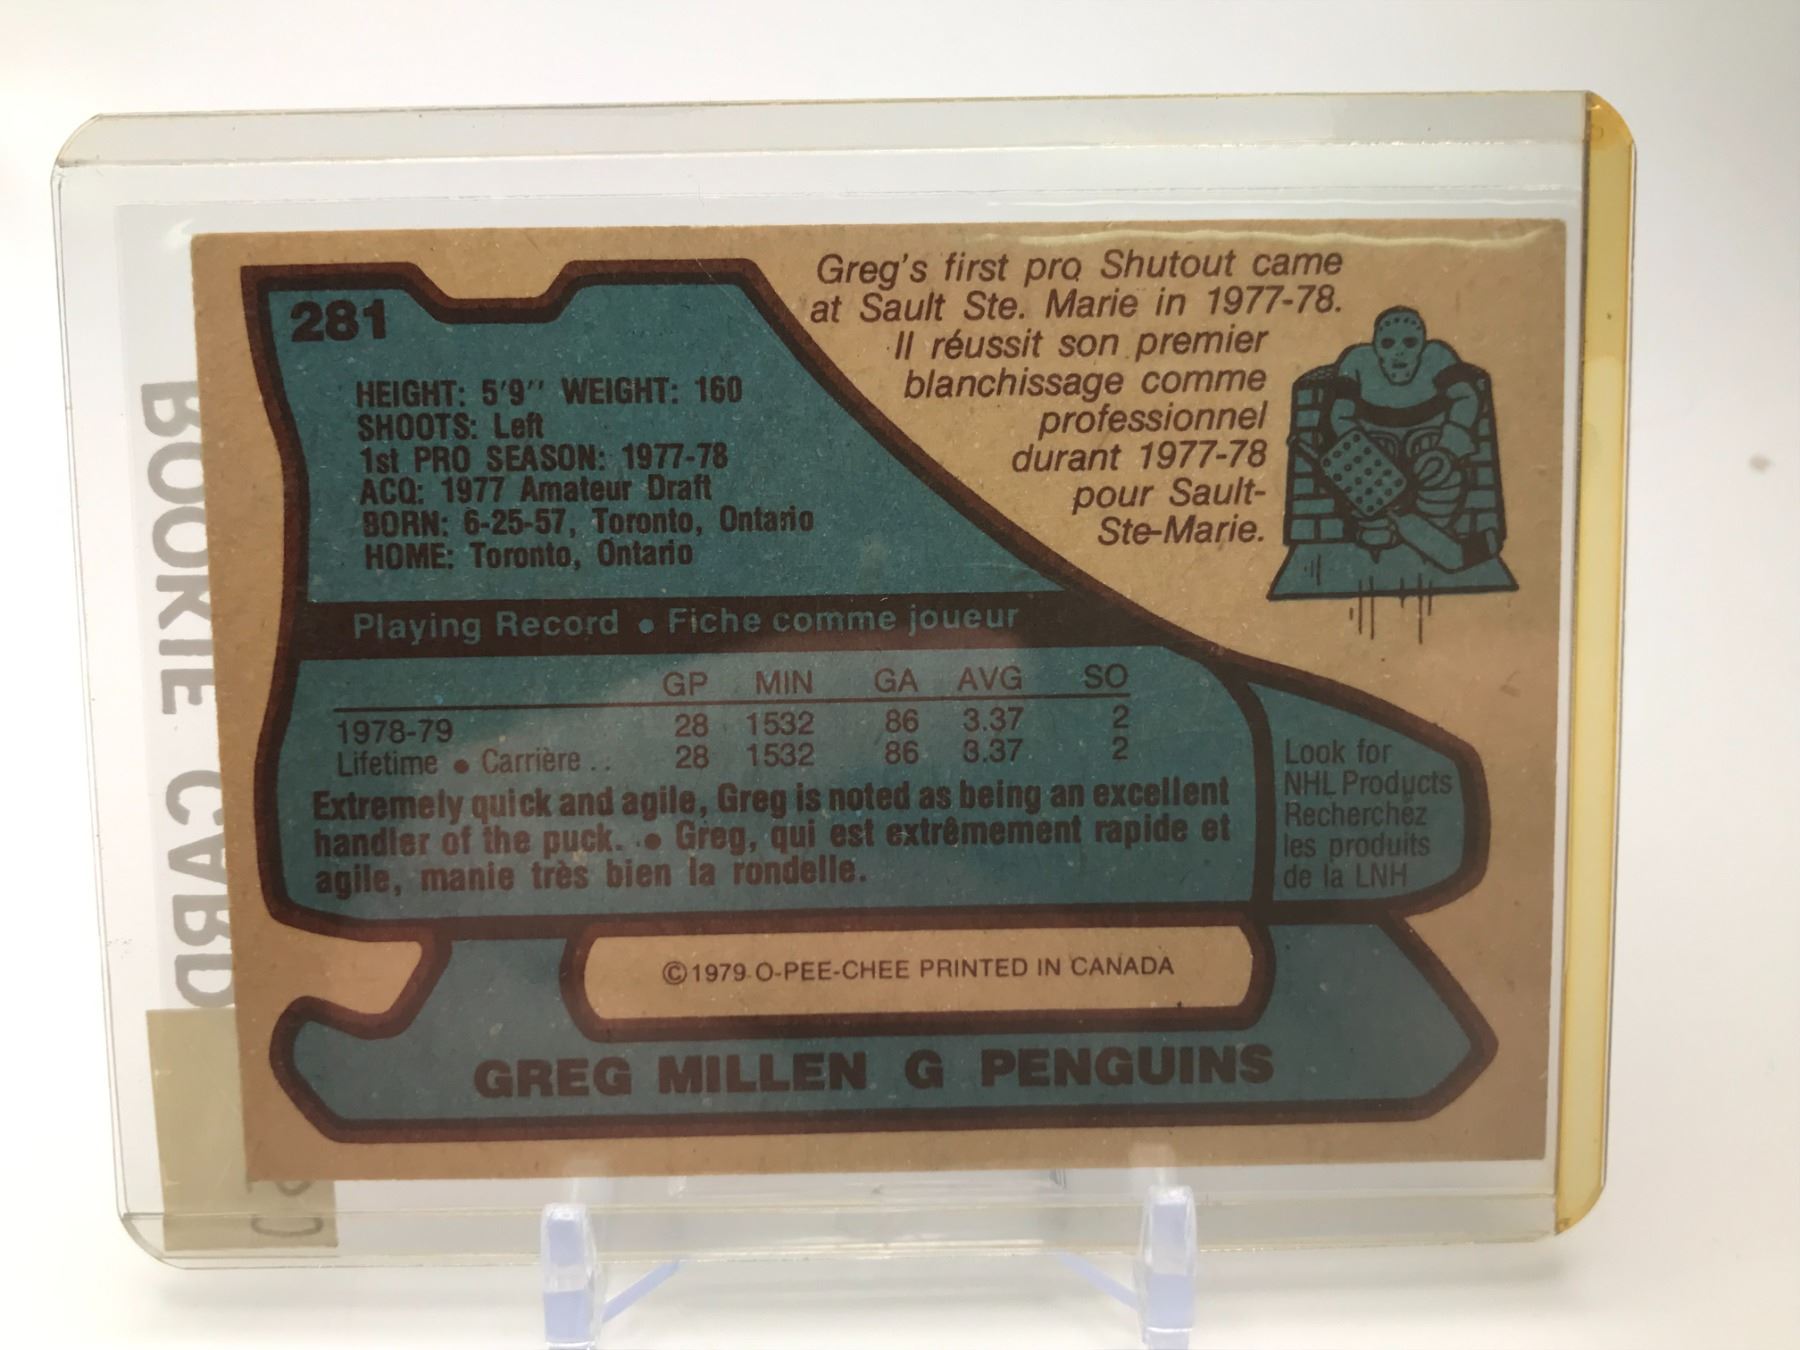 281
HEIGHT: 5'9" WEIGHT: 160
SHOOTS: Left
1st PRO SEASON: 1977-78
ACQ: 1977 Amateur Draft
BORN: 6-25-57, Toronto, Ontario
HOME: Toronto, Ontario
Greg's first pro Shutout came
at Sault Ste. Marie in 1977-78.
Il réussit son premier
blanchissage comme
professionnel
durant 1977-78
pour Sault-
Ste-Marie.
Playing Record • Fiche comme joueur
GP MIN GA AVG SO
1978-79 28 1532 86 3.37 2
Lifetime • Carrière .. 28 1532 86 3.37 2
Extremely quick and agile, Greg is noted as being an excellent
handler of the puck. • Greg, qui est extrêmement rapide et
agile, manie très bien la rondelle.
Look for
NHL Products
Recherchez
les produits
de la LNH
©1979 O-PEE-CHEE PRINTED IN CANADA
GREG MILLEN G PENGUINS
ROOKIE CARD